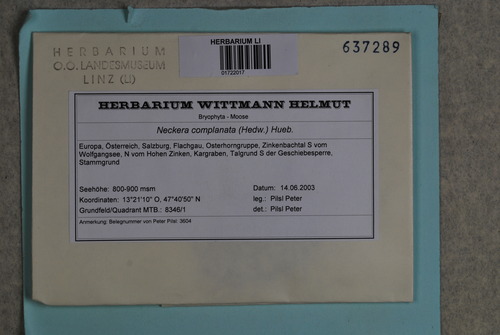 HERBARIUM
O.Ö. LANDESMUSEUM
LINZ (LI)
HERBARIUM LI
01722017
637289
HERBARIUM WITTMANN HELMUT
Bryophyta - Moose
Neckera complanata (Hedw.) Hueb.
Europa, Österreich, Salzburg, Flachgau, Osterhorngruppe, Zinkenbachtal S vom
Wolfgangsee, N vom Hohen Zinken, Kargraben, Talgrund S der Geschiebesperre,
Stammgrund
Seehöhe: 800-900 msm
Datum: 14.06.2003
Koordinaten: 13°21'10" O, 47°40'50" N
leg.: Pilsl Peter
Grundfeld/Quadrant MTB.: 8346/1
det.: Pilsl Peter
Anmerkung: Belegnummer von Peter Pilsl: 3604